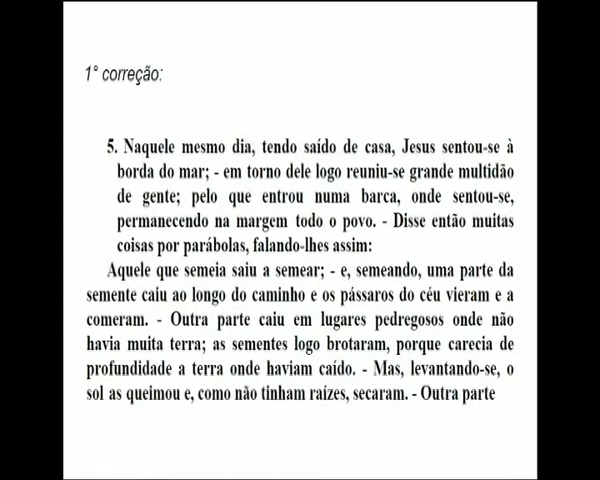 1° correção:
5. Naquele mesmo dia, tendo saído de casa, Jesus sentou-se à
borda do mar; - em torno dele logo reuniu-se grande multidão
de gente; pelo que entrou numa barca, onde sentou-se,
permanecendo na margem todo o povo. - Disse então muitas
coisas por parábolas, falando-lhes assim:
Aquele que semeia saiu a semear; - e, semeando, uma parte da
semente caiu ao longo do caminho e os pássaros do céu vieram e a
comeram. - Outra parte caiu em lugares pedregosos onde não
havia muita terra; as sementes logo brotaram, porque carecia de
profundidade a terra onde haviam caído. - Mas, levantando-se, o
sol as queimou e, como não tinham raízes, secaram. - Outra parte